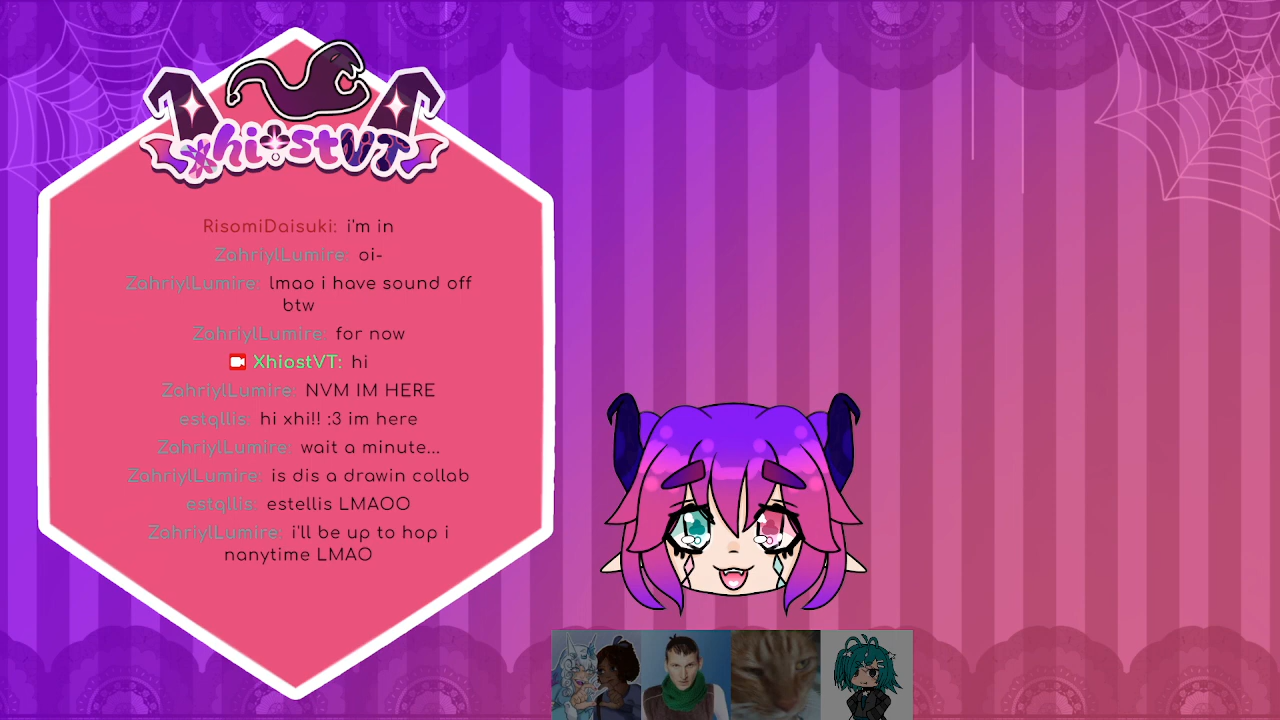 xhiostVT
RisomiDaisuki: i'm in
ZahriylLumire: oi-
ZahriylLumire: lmao i have sound off
btw
ZahriylLumire: for now
XhiostVT: hi
ZahriylLumire: NVM IM HERE
estqllis: hi xhi!! :3 im here
ZahriylLumire: wait a minute...
ZahriylLumire: is dis a drawin collab
estqllis: estellis LMAOO
ZahriylLumire: i'll be up to hop i
nanytime LMAO